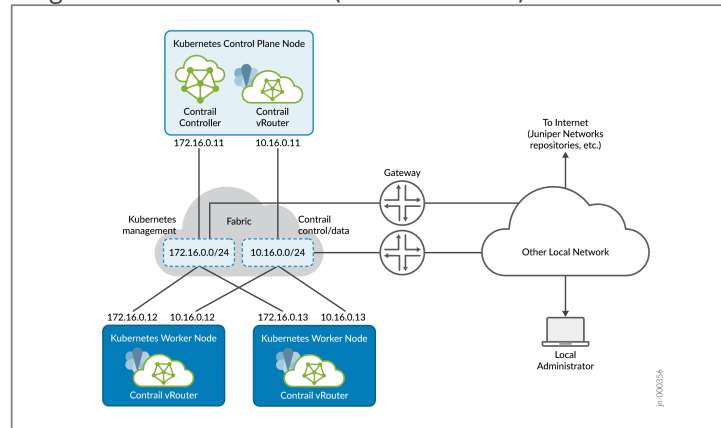 Kubernetes Control Plane Node
Contrail
Controller
Contrail
vRouter
172.16.0.11
10.16.0.11
To Internet
(Juniper Networks
repositories, etc.)
Gateway
Kubernetes
management
Fabric
Contrail
control/data
172.16.0.0/24
10.16.0.0/24
Other Local Network
172.16.0.12
10.16.0.12
172.16.0.13
10.16.0.13
Kubernetes Worker Node
Contrail vRouter
Kubernetes Worker Node
Contrail vRouter
Local
Administrator
jn-000356